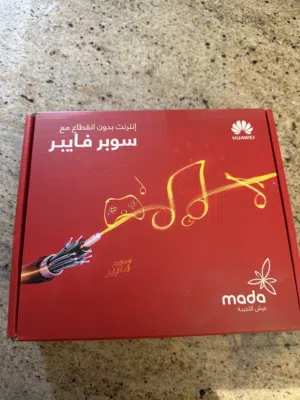 إنترنت بدون انقطاع مع
سوبر فايبر
HUAWEI
سوبر
فايبر
mada
عيش التجربة